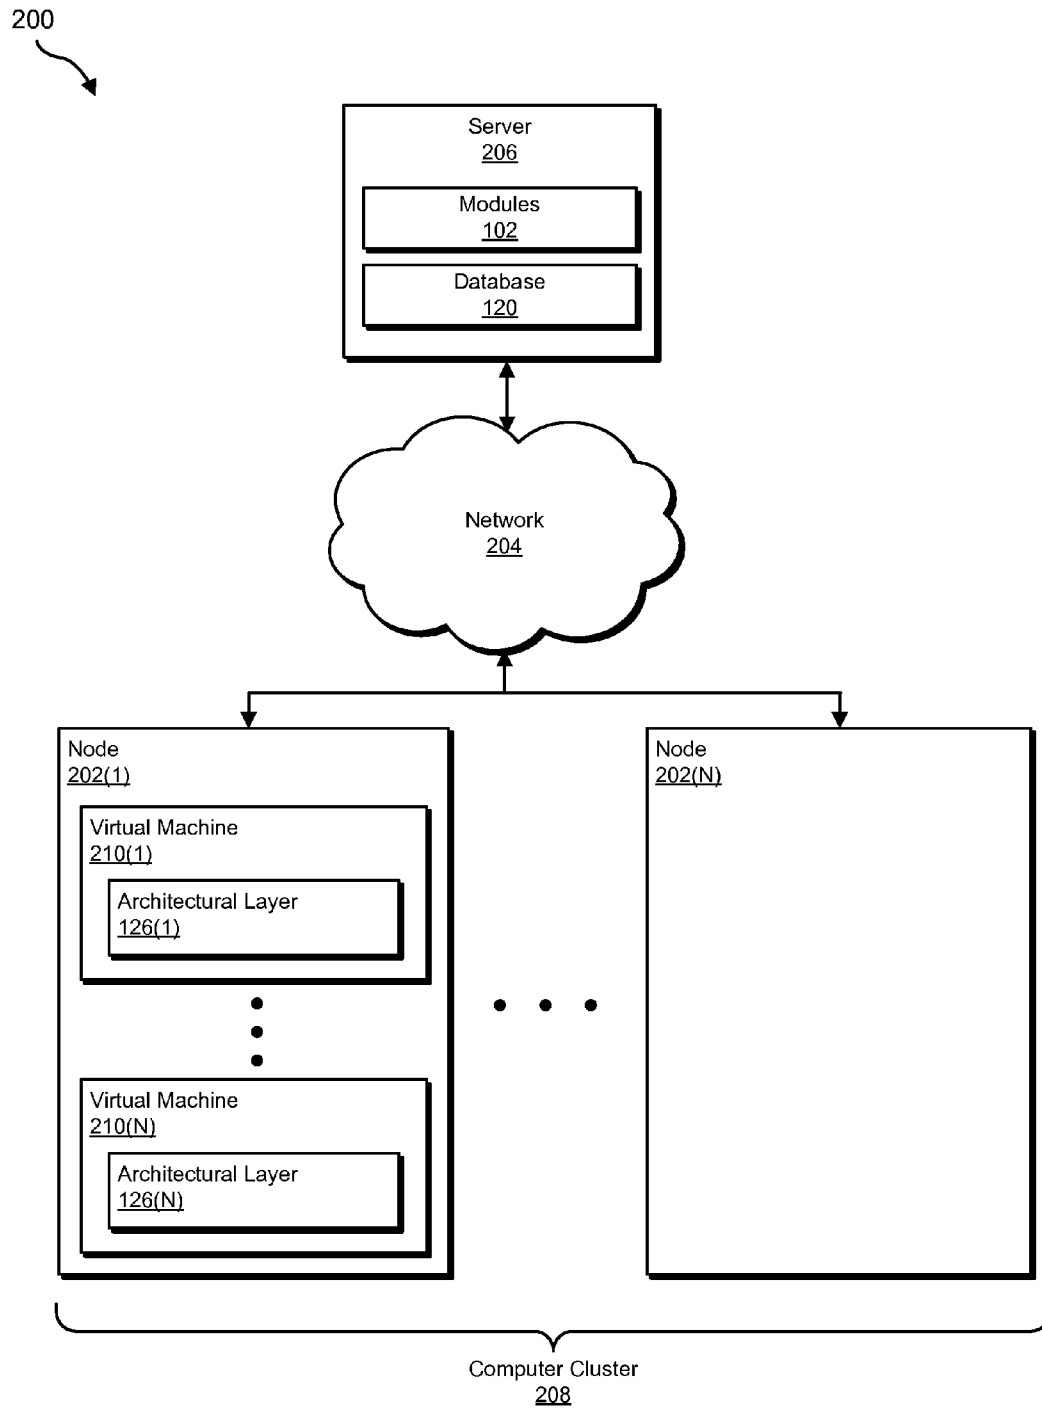 200
Server
206
Modules
102
Database
120
Network
204
Node
202(1)
Virtual Machine
210(1)
Architectural Layer
126(1)
Virtual Machine
210(N)
Architectural Layer
126(N)
Node
202(N)
Computer Cluster
208